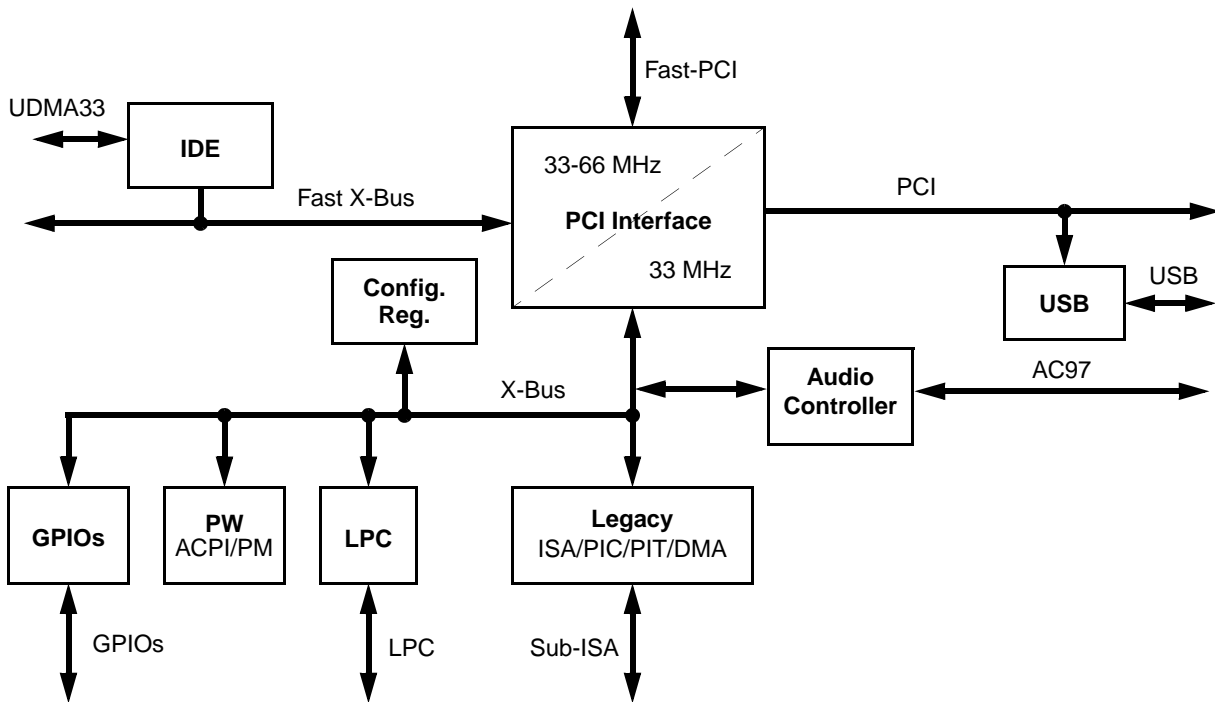 Fast-PCI
UDMA33
IDE
33-66 MHz
PCI Interface
33 MHz
Fast X-Bus
PCI
USB
USB
Config.
Reg.
X-Bus
Audio
Controller
AC97
GPIOs
PW
ACPI/PM
LPC
Legacy
ISA/PIC/PIT/DMA
GPIOs
LPC
Sub-ISA